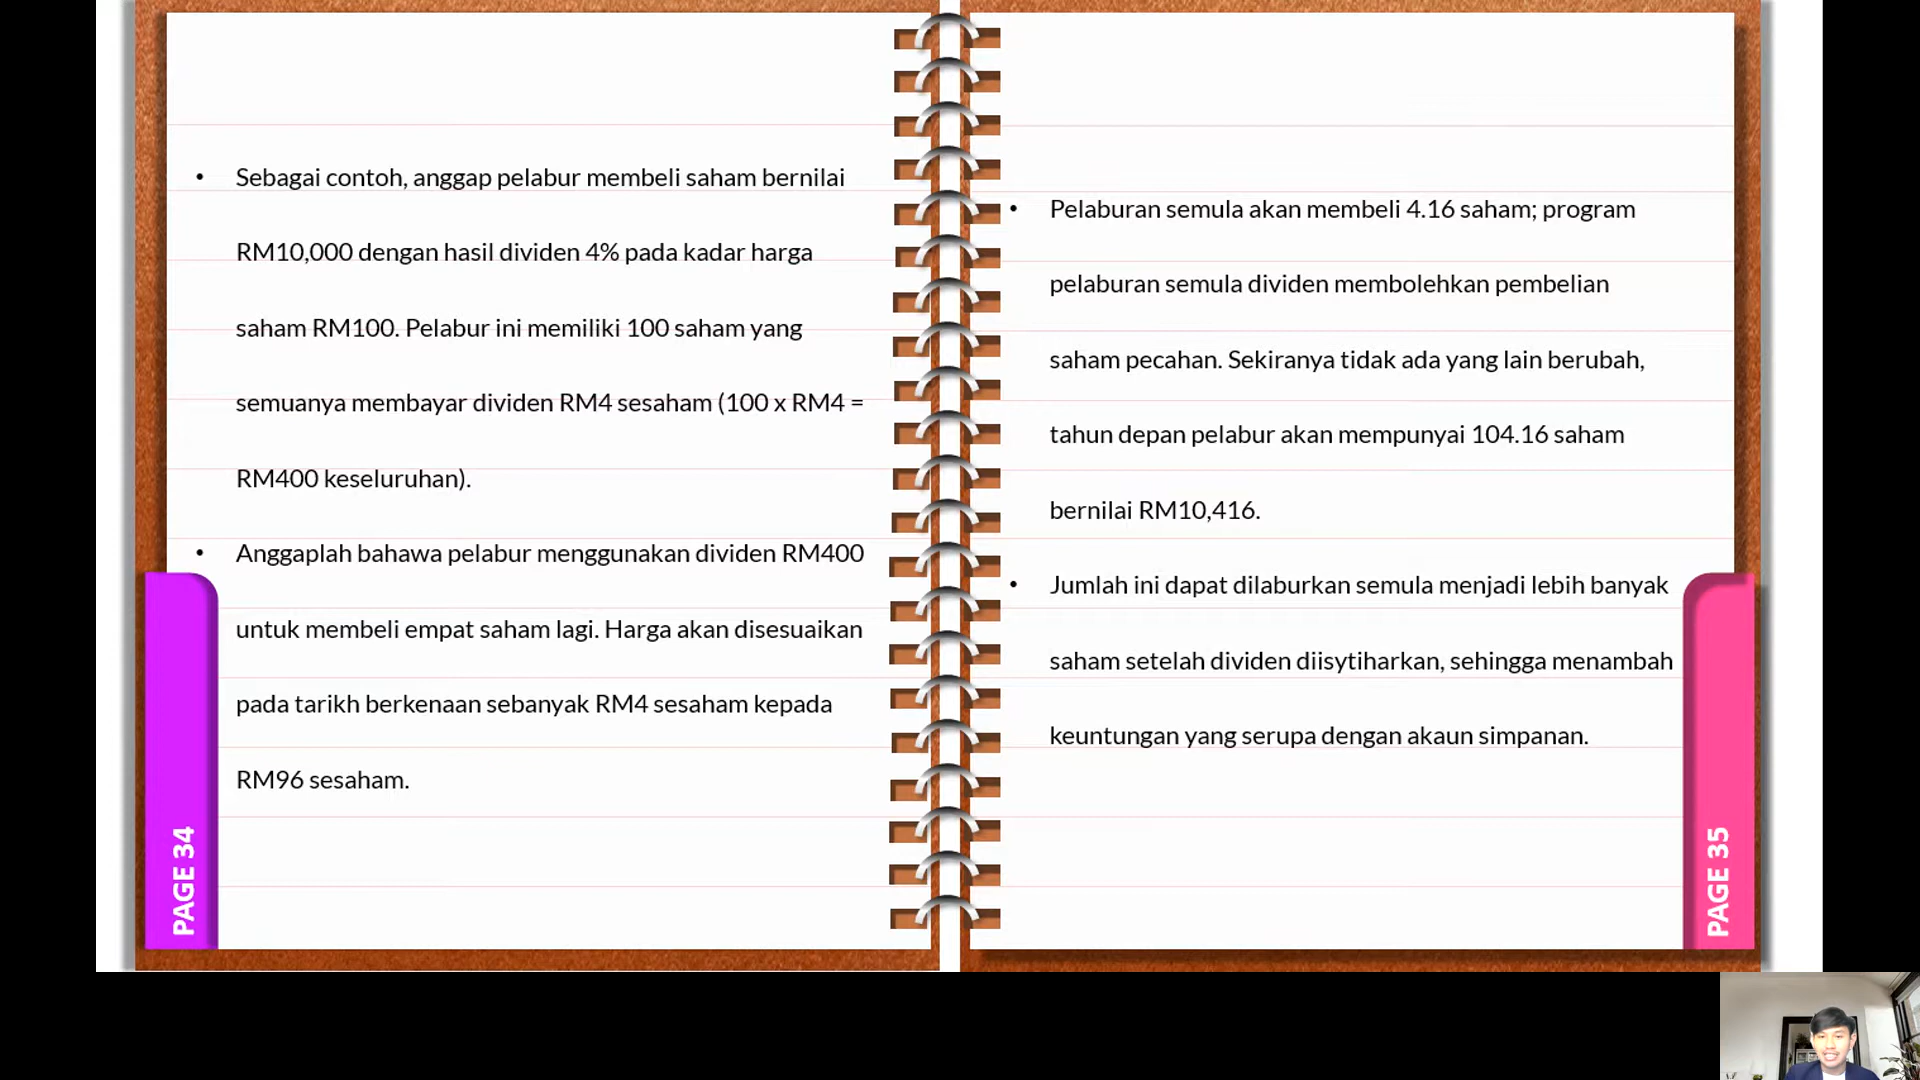 • Sebagai contoh, anggap pelabur membeli saham bernilai
RM10,000 dengan hasil dividen 4% pada kadar harga
saham RM100. Pelabur ini memiliki 100 saham yang
semuanya membayar dividen RM4 sesaham (100 x RM4 =
RM400 keseluruhan).
• Anggaplah bahawa pelabur menggunakan dividen RM400
untuk membeli empat saham lagi. Harga akan disesuaikan
pada tarikh berkenaan sebanyak RM4 sesaham kepada
RM96 sesaham.
PAGE 34
• Pelaburan semula akan membeli 4.16 saham; program
pelaburan semula dividen membolehkan pembelian
saham pecahan. Sekiranya tidak ada yang lain berubah,
tahun depan pelabur akan mempunyai 104.16 saham
bernilai RM10,416.
• Jumlah ini dapat dilaburkan semula menjadi lebih banyak
saham setelah dividen diisytiharkan, sehingga menambah
keuntungan yang serupa dengan akaun simpanan.
PAGE 35